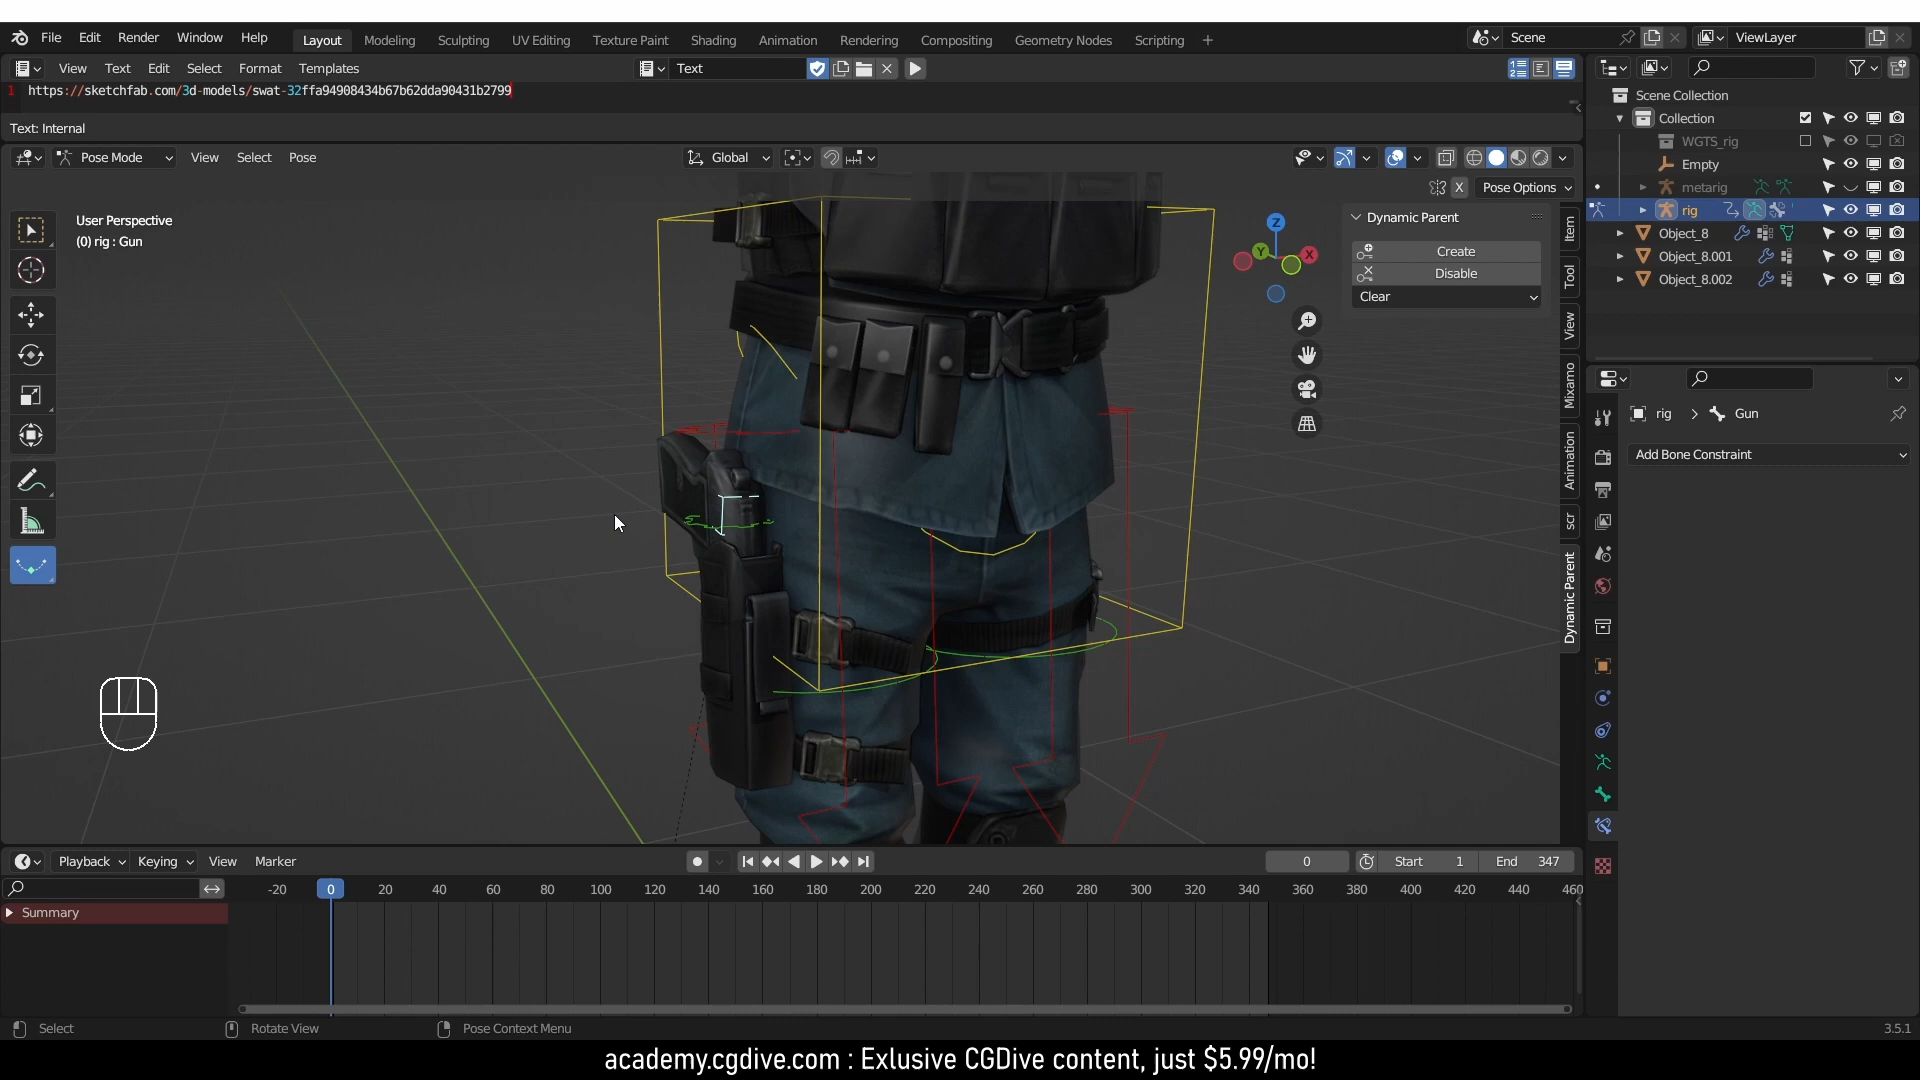 File Edit Render Window Help Layout Modeling Sculpting UV Editing Texture Paint Shading Animation Rendering Compositing Geometry Nodes Scripting + Scene ViewLayer
View Text Edit Select Format Templates Text
1 https://sketchfab.com/3d-models/swat-32ffa94908434b67b62dda90431b2799
Text: Internal
Pose Mode View Select Pose Global
X Pose Options
User Perspective
(0) rig : Gun
Dynamic Parent
Create
Disable
Clear
Z
Y
X
Item
Tool
View
Mixamo
Animation
scr
Dynamic Parent
Scene Collection
Collection
WGTS_rig
Empty
metarig
rig
Object_8
Object_8.001
Object_8.002
rig > Gun
Add Bone Constraint
Playback Keying View Marker 0 Start 1 End 347
-20 0 20 40 60 80 100 120 140 160 180 200 220 240 260 280 300 320 340 360 380 400 420 440 460
Summary
Select Rotate View Pose Context Menu 3.5.1
academy.cgdive.com : Exlusive CGDive content, just $5.99/mo!